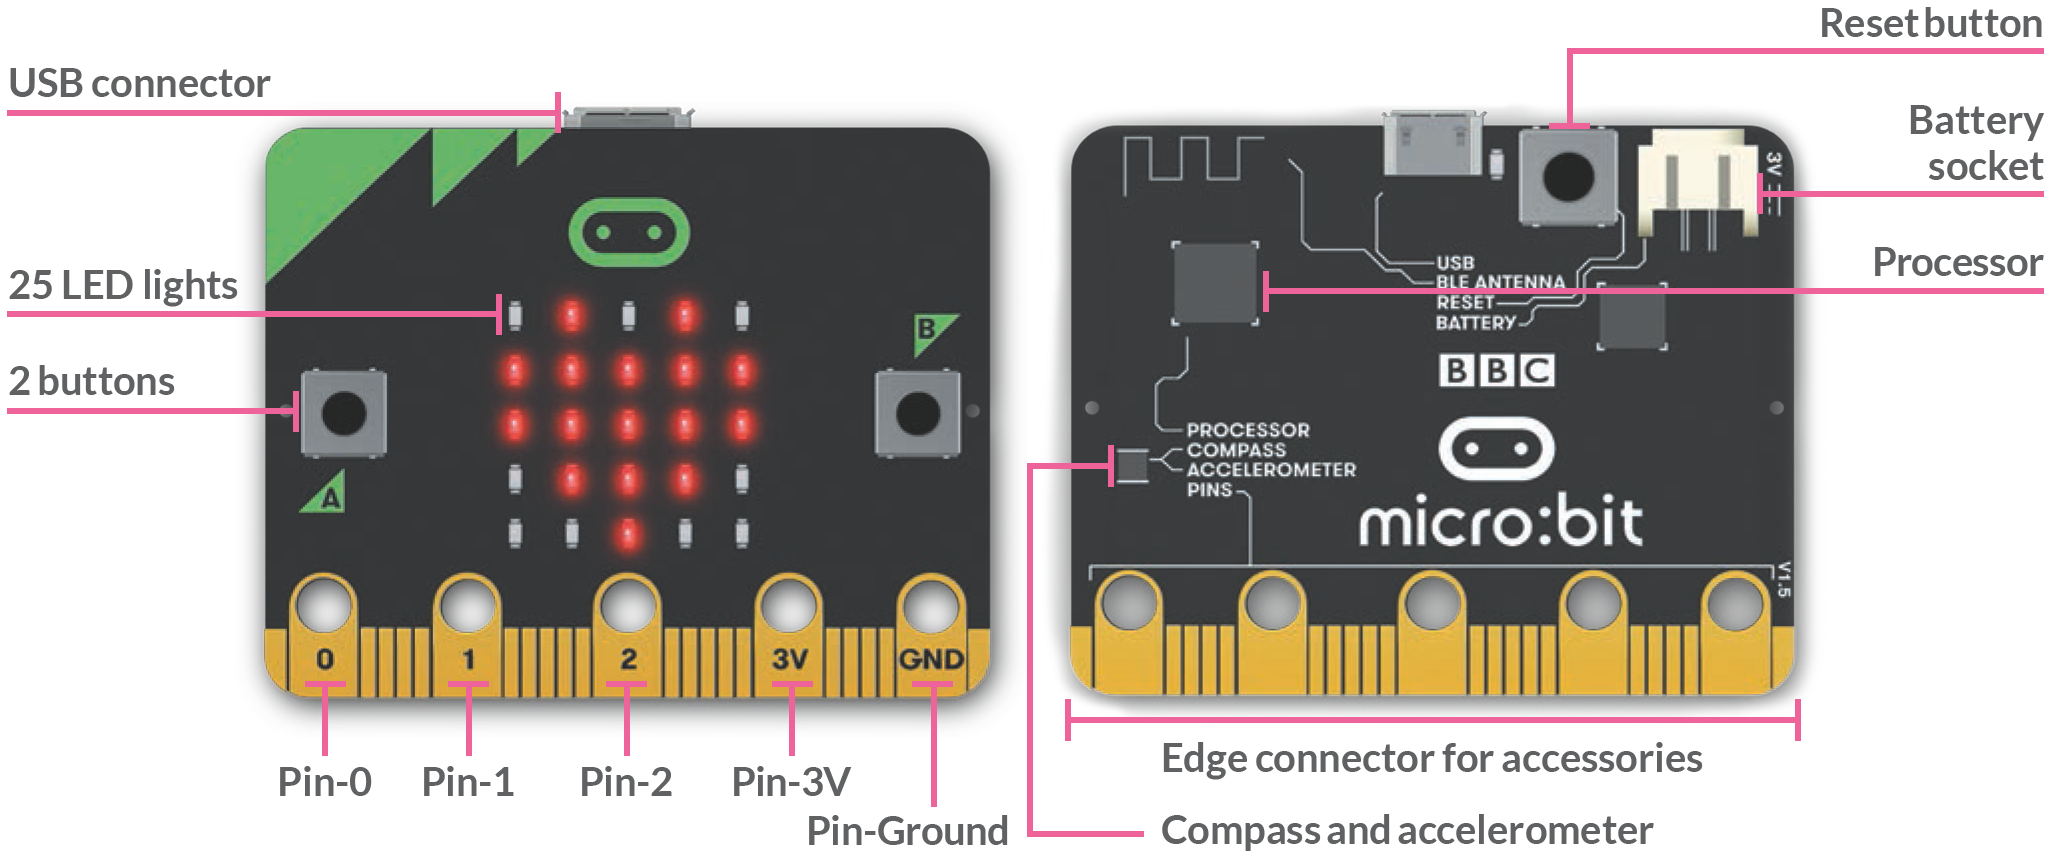 USB connector
25 LED lights
2 buttons
A
B
0
1
2
3V
GND
Pin-0
Pin-1
Pin-2
Pin-3V
Pin-Ground
Reset button
Battery
socket
Processor
3V
USB
BLE ANTENNA
RESET
BATTERY
BBC
PROCESSOR
COMPASS
ACCELEROMETER
PINS
micro:bit
V1.5
Edge connector for accessories
Compass and accelerometer